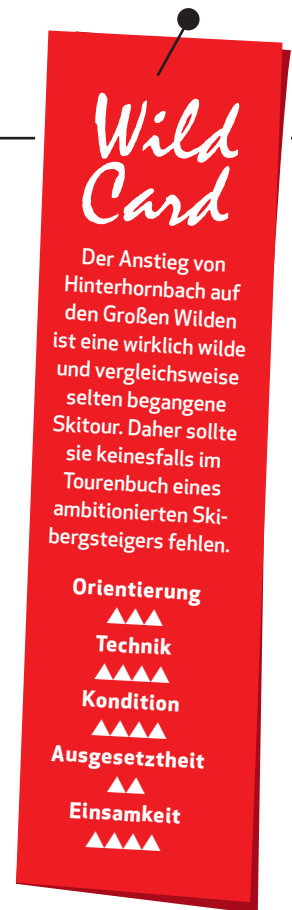 Wild
Card
Der Anstieg von
Hinterhornbach auf
den Großen Wilden
ist eine wirklich wilde
und vergleichsweise
selten begangene
Skitour. Daher sollte
sie keinesfalls im
Tourenbuch eines
ambitionierten Ski-
bergsteigers fehlen.
Orientierung
▲▲▲
Technik
▲▲▲▲
Kondition
▲▲▲▲
Ausgesetztheit
▲▲
Einsamkeit
▲▲▲▲